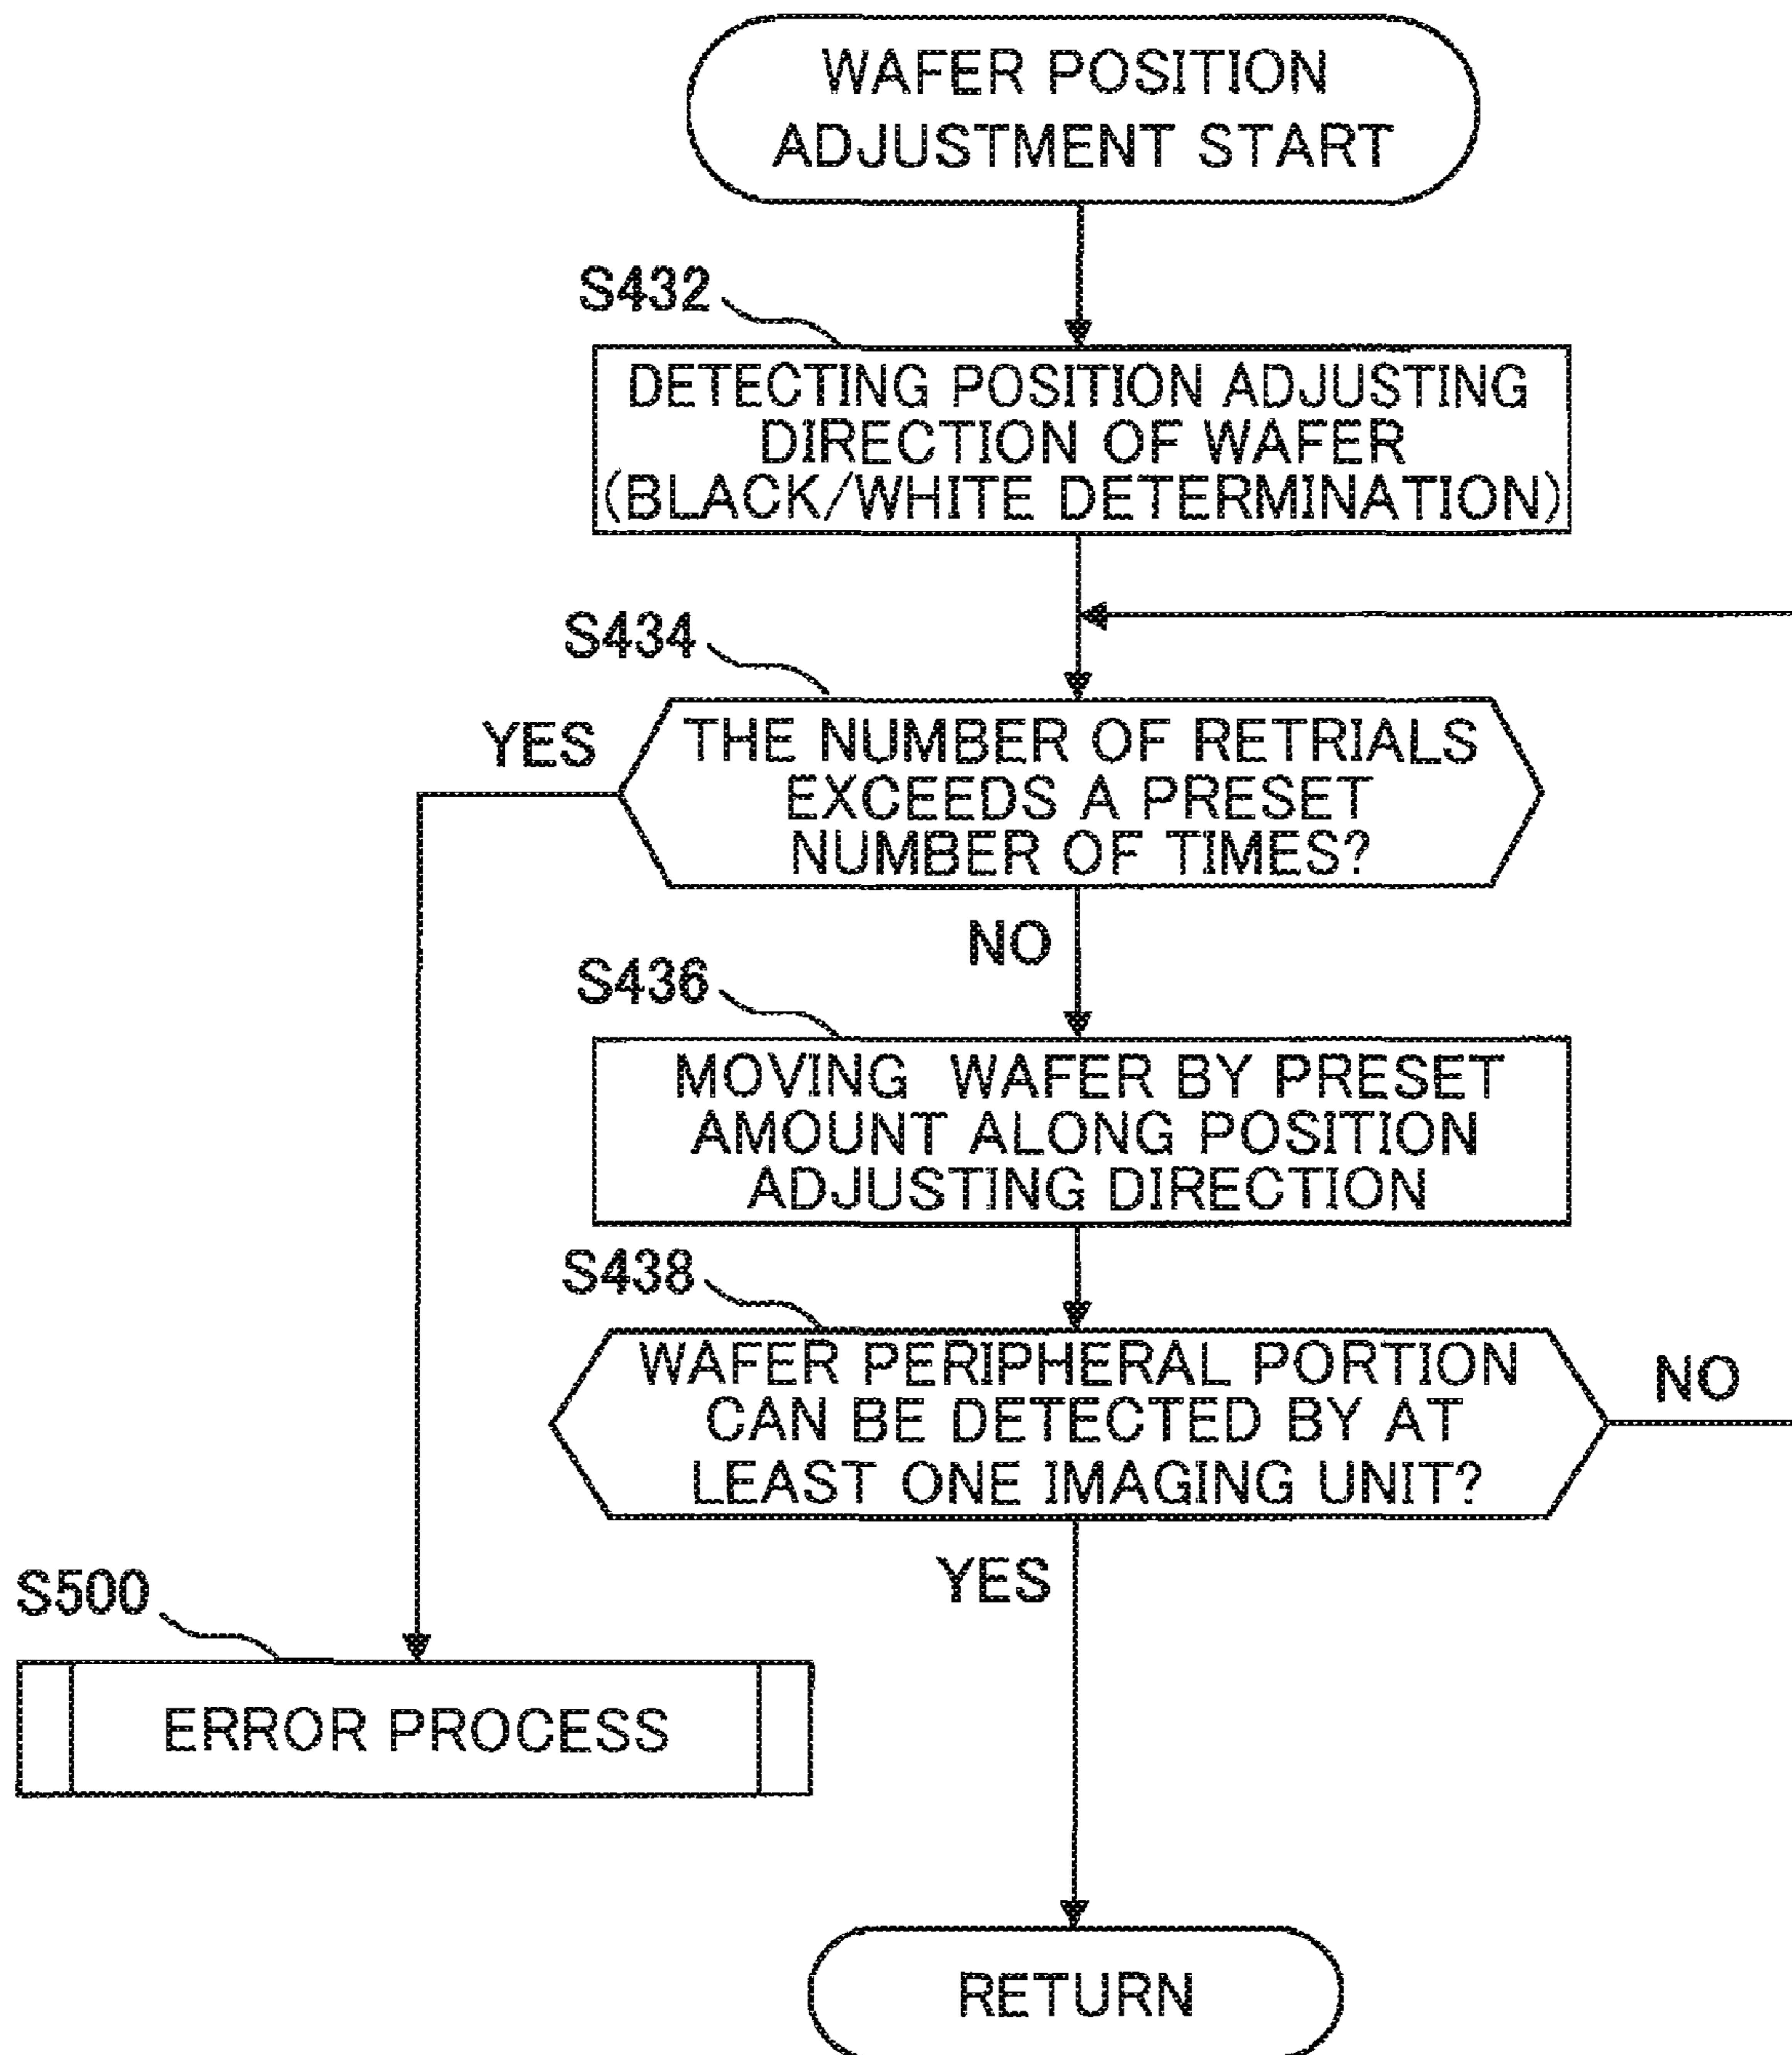 WAFER POSITION
ADJUSTMENT START
S432
DETECTING POSITION ADJUSTING
DIRECTION OF WAFER
(BLACK/WHITE DETERMINATION)
S434
YES
THE NUMBER OF RETRIALS
EXCEEDS A PRESET
NUMBER OF TIMES?
NO
S436
MOVING WAFER BY PRESET
AMOUNT ALONG POSITION
ADJUSTING DIRECTION
S438
WAFER PERIPHERAL PORTION
CAN BE DETECTED BY AT
LEAST ONE IMAGING UNIT?
NO
YES
S500
ERROR PROCESS
RETURN